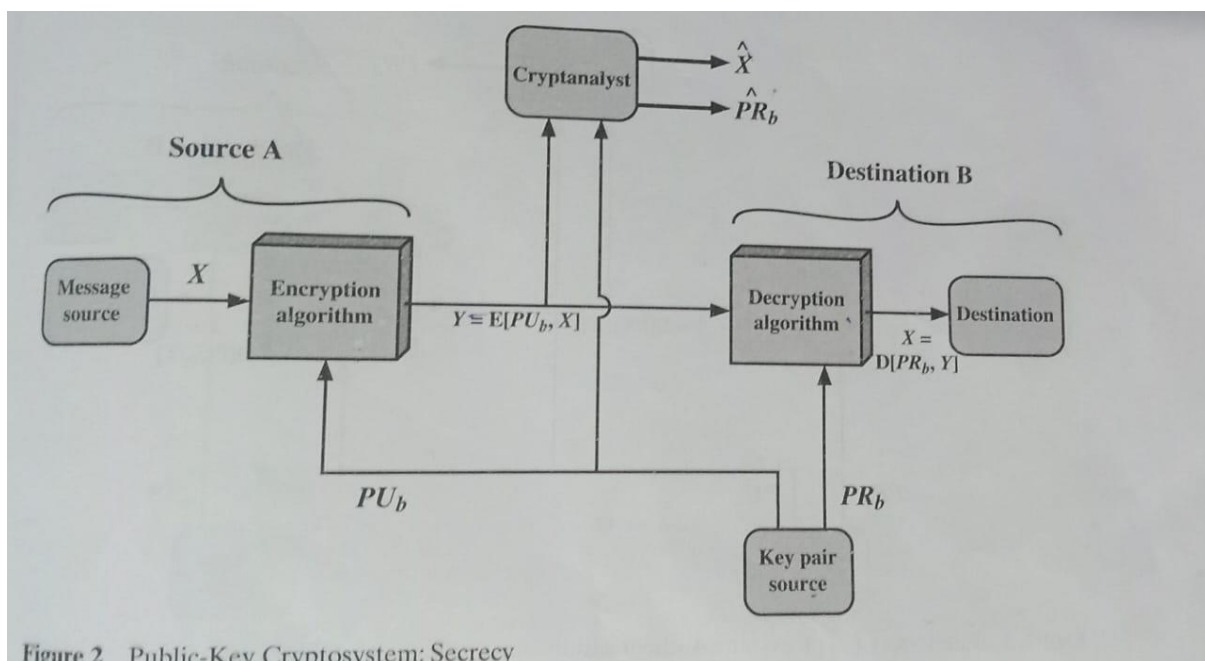 Cryptanalyst
X̂
P̂R_b
Source A
Destination B
Message
source
X
Encryption
algorithm
Y = E[PU_b, X]
Decryption
algorithm
X =
D[PR_b, Y]
Destination
PU_b
PR_b
Key pair
source
Figure 2 Public-Key Cryptosystem: Secrecy